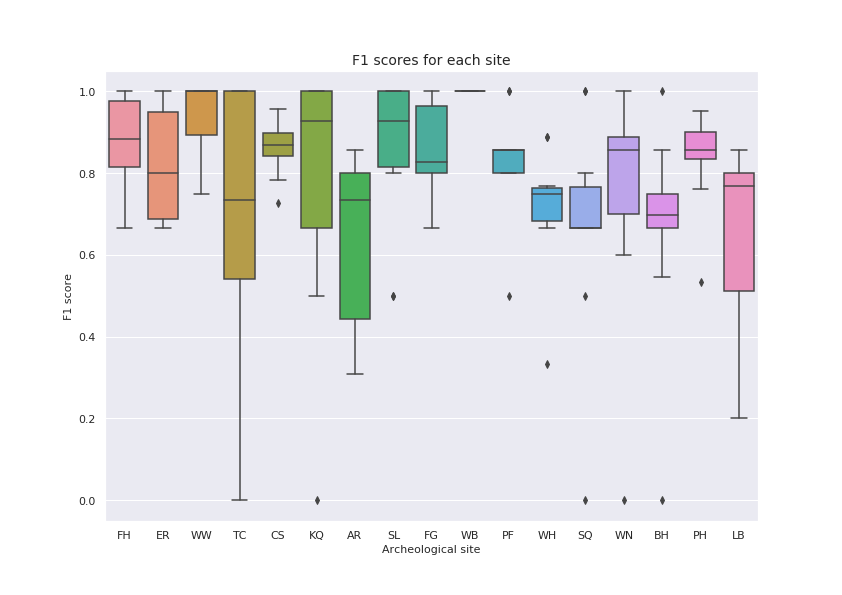 F1 scores for each site
F1 score
1.0
0.8
0.6
0.4
0.2
0.0
FH ER WW TC CS KQ AR SL FG WB PF WH SQ WN BH PH LB
Archeological site